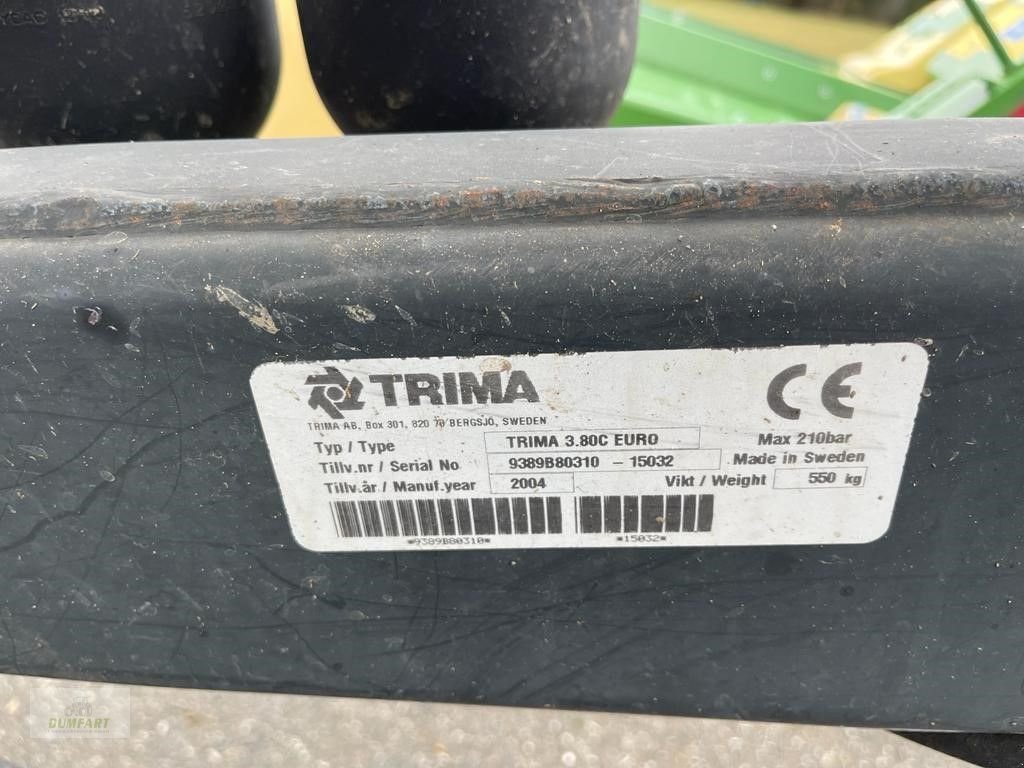 TRIMA
TRIMA AB, Box 301, 820 70 BERGSJÖ, SWEDEN
Typ / Type TRIMA 3.80C EURO Max 210bar
Tillv.nr / Serial No 9389B80310 - 15032 Made in Sweden
Tillv.år / Manuf.year 2004 Vikt / Weight 550 kg
*9389B80310* *15032*
CE
DUMFART